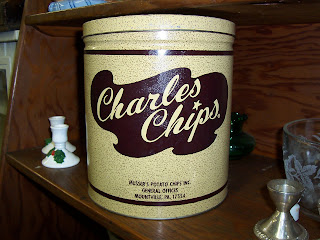 Charles
Chips.
MUSSER'S POTATO CHIPS INC.
GENERAL OFFICES
MOUNTVILLE, PA. 17554